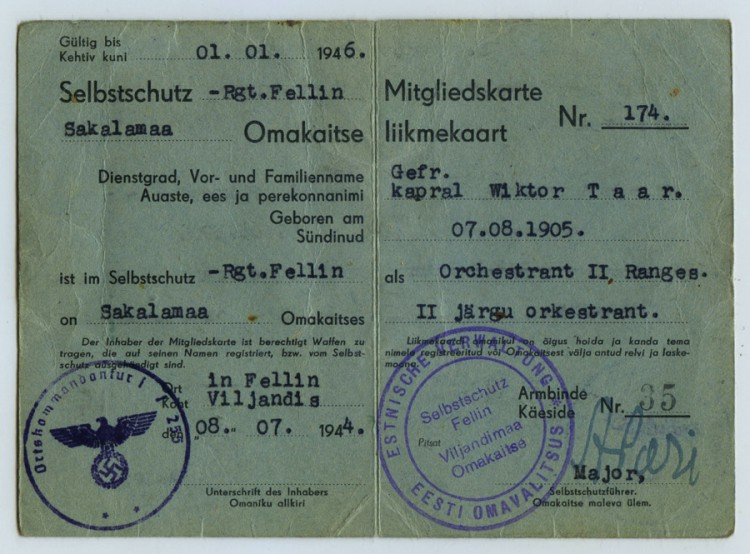 Gültig bis
Kehtiv kuni 01. 01. 1946.
Selbstschutz -Rgt.Fellin
Sakalamaa Omakaitse
Dienstgrad, Vor- und Familienname
Auaste, ees ja perekonnanimi
Geboren am
Sündinud
ist im Selbstschutz -Rgt.Fellin
on Sakalamaa Omakaitses
Der Inhaber der Mitgliedskarte ist berechtigt Waffen zu
tragen, die auf seinen Namen registriert, bzw. vom Selbst-
schutz ausgehändigt sind.
Ort in Fellin
Koht Viljandis
den „08. 07. 1944.
Ortskommandantur I
Unterschrift des Inhabers
Omaniku allkiri
Mitgliedskarte
liikmekaart
Nr. 174.
Gefr.
kapral Wiktor Taar.
07.08.1905.
als Orchestrant II, Ranges.
II järgu orkestrant.
Liikmekaardi omanikul on õigus hoida ja kanda tema
nimele registreeritud või Omakaitsest välja antud relvi ja laske-
moona.
ESTNISCHE VERWALTUNG
EESTI OMAVALITSUS
Selbstschutz
Fellin
Viljandimaa
Omakaitse
Pitsat
Armbinde
Käeside Nr. 35
Major,
Selbstschutzführer.
Omakaitse maleva ülem.